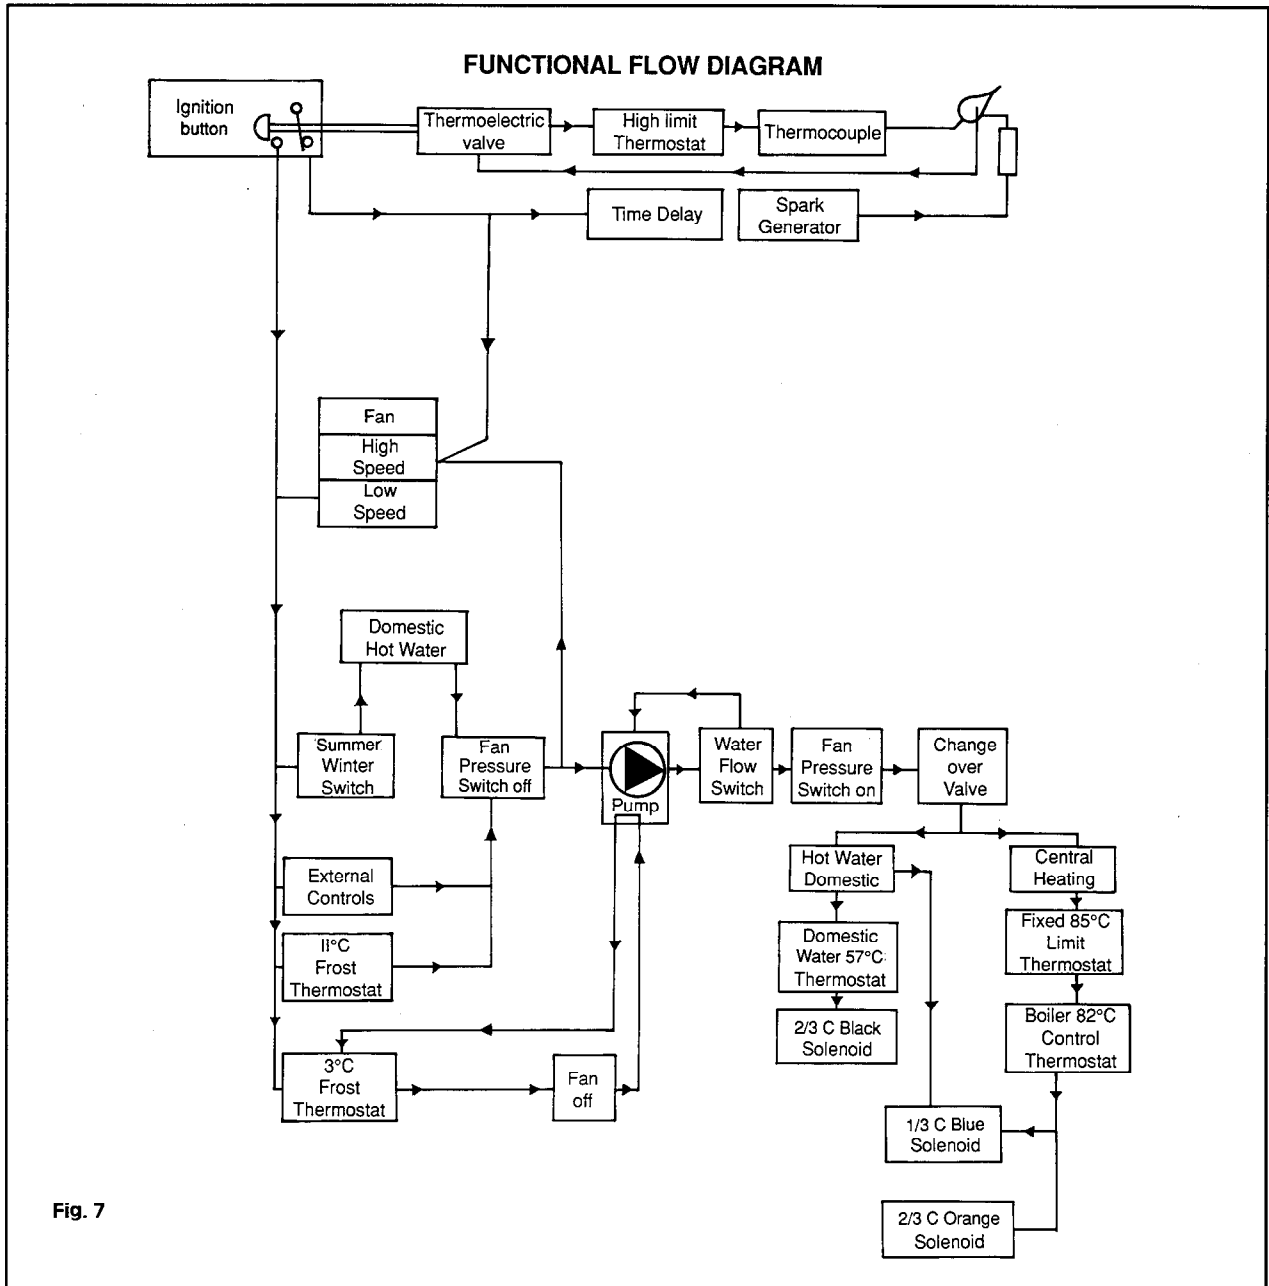 FUNCTIONAL FLOW DIAGRAM
Ignition
button
Thermoelectric
valve
High limit
Thermostat
Thermocouple
Time Delay
Spark
Generator
Fan
High
Speed
Low
Speed
Domestic
Hot Water
Summer
Winter
Switch
Fan
Pressure
Switch off
Pump
Water
Flow
Switch
Fan
Pressure
Switch on
Change
over
Valve
External
Controls
Hot Water
Domestic
Central
Heating
II°C
Frost
Thermostat
Domestic
Water 57°C
Thermostat
Fixed 85°C
Limit
Thermostat
2/3 C Black
Solenoid
Boiler 82°C
Control
Thermostat
3°C
Frost
Thermostat
Fan
off
1/3 C Blue
Solenoid
2/3 C Orange
Solenoid
Fig. 7